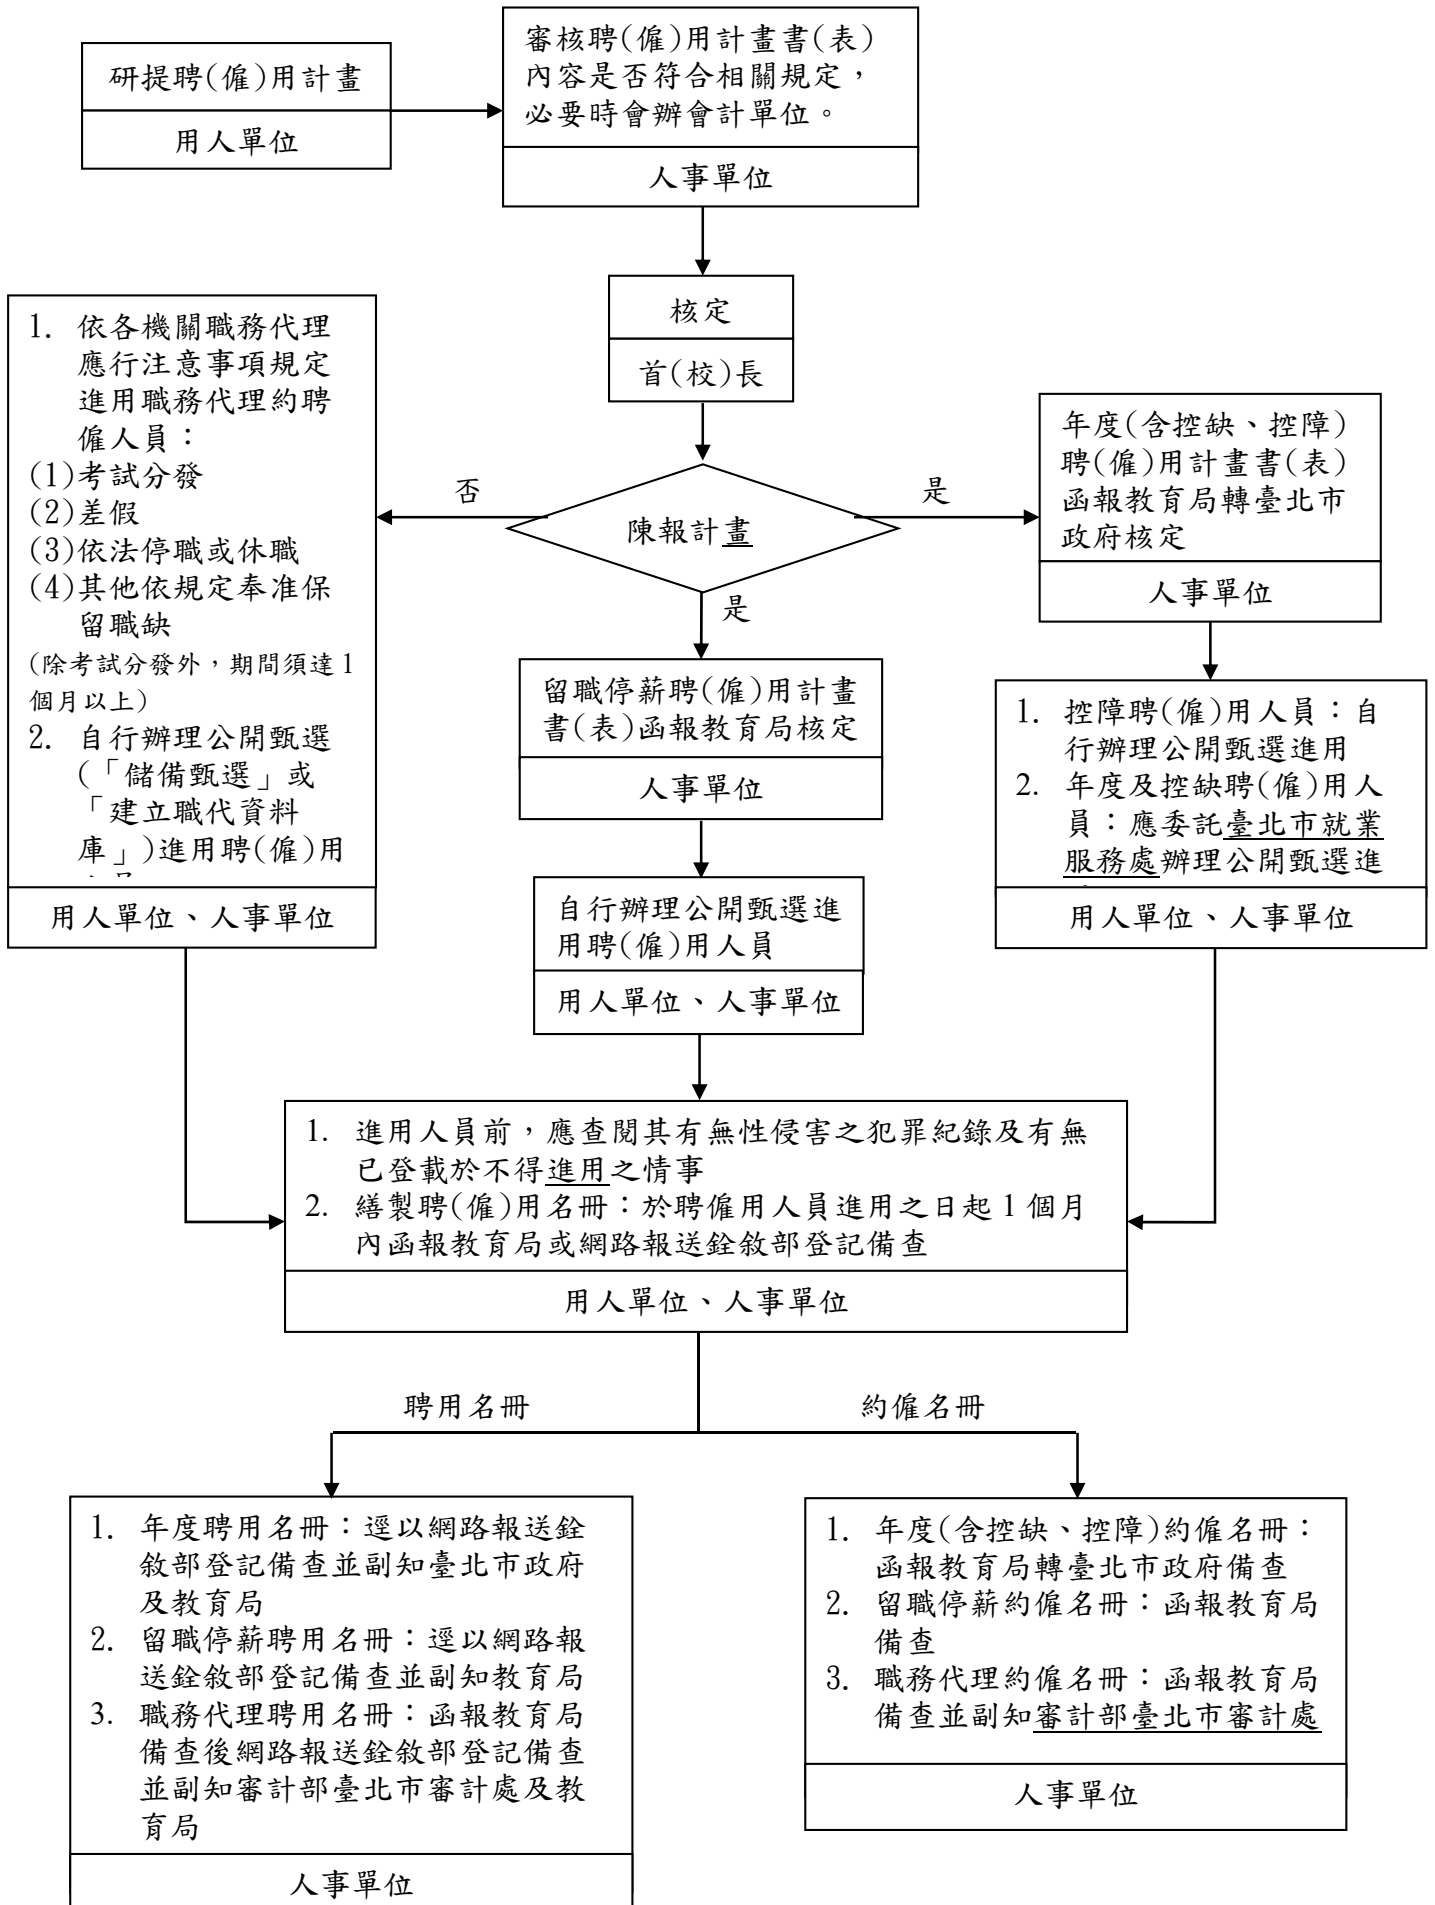 研提聘(僱)用計畫
用人單位
審核聘(僱)用計畫書(表)
內容是否符合相關規定，
必要時會辦會計單位。
人事單位
核定
首(校)長
陳報計畫
否
是
是
1. 依各機關職務代理
應行注意事項規定
進用職務代理約聘
僱人員：
(1)考試分發
(2)差假
(3)依法停職或休職
(4)其他依規定奉准保
留職缺
(除考試分發外，期間須達1
個月以上)
2. 自行辦理公開甄選
(「儲備甄選」或
「建立職代資料
庫」)進用聘(僱)用
用人單位、人事單位
留職停薪聘(僱)用計畫
書(表)函報教育局核定
人事單位
自行辦理公開甄選進
用聘(僱)用人員
用人單位、人事單位
年度(含控缺、控障)
聘(僱)用計畫書(表)
函報教育局轉臺北市
政府核定
人事單位
1. 控障聘(僱)用人員：自
行辦理公開甄選進用
2. 年度及控缺聘(僱)用人
員：應委託臺北市就業
服務處辦理公開甄選進
用人單位、人事單位
1. 進用人員前，應查閱其有無性侵害之犯罪紀錄及有無
已登載於不得進用之情事
2. 繕製聘(僱)用名冊：於聘僱用人員進用之日起1個月
內函報教育局或網路報送銓敘部登記備查
用人單位、人事單位
聘用名冊
約僱名冊
1. 年度聘用名冊：逕以網路報送銓
敘部登記備查並副知臺北市政府
及教育局
2. 留職停薪聘用名冊：逕以網路報
送銓敘部登記備查並副知教育局
3. 職務代理聘用名冊：函報教育局
備查後網路報送銓敘部登記備查
並副知審計部臺北市審計處及教
育局
人事單位
1. 年度(含控缺、控障)約僱名冊：
函報教育局轉臺北市政府備查
2. 留職停薪約僱名冊：函報教育局
備查
3. 職務代理約僱名冊：函報教育局
備查並副知審計部臺北市審計處
人事單位